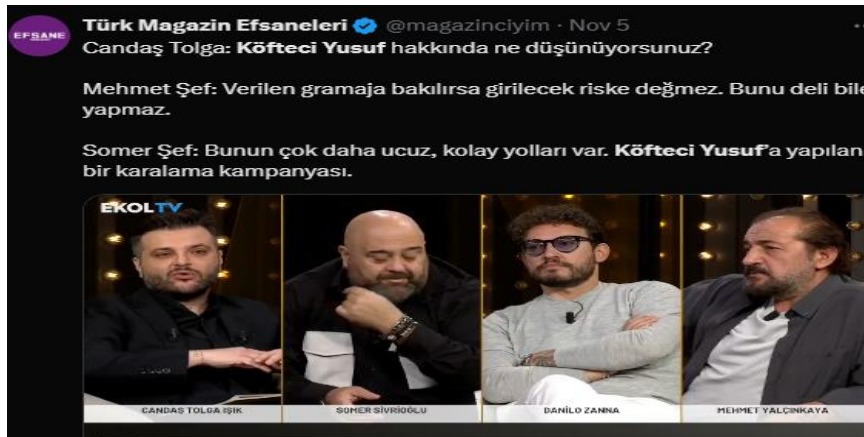 EFSANE
Türk Magazin Efsaneleri @magazinciyim · Nov 5
Candaş Tolga: Köfteci Yusuf hakkında ne düşünüyorsunuz?
Mehmet Şef: Verilen gramaja bakılırsa girilecek riske değmez. Bunu deli bile
yapmaz.
Somer Şef: Bunun çok daha ucuz, kolay yolları var. Köfteci Yusuf'a yapılan
bir karalama kampanyası.
EKOLTV
CANDAŞ TOLGA IŞIK
SOMER SİVRİOĞLU
DANİLO ZANNA
MEHMET YALÇINKAYA